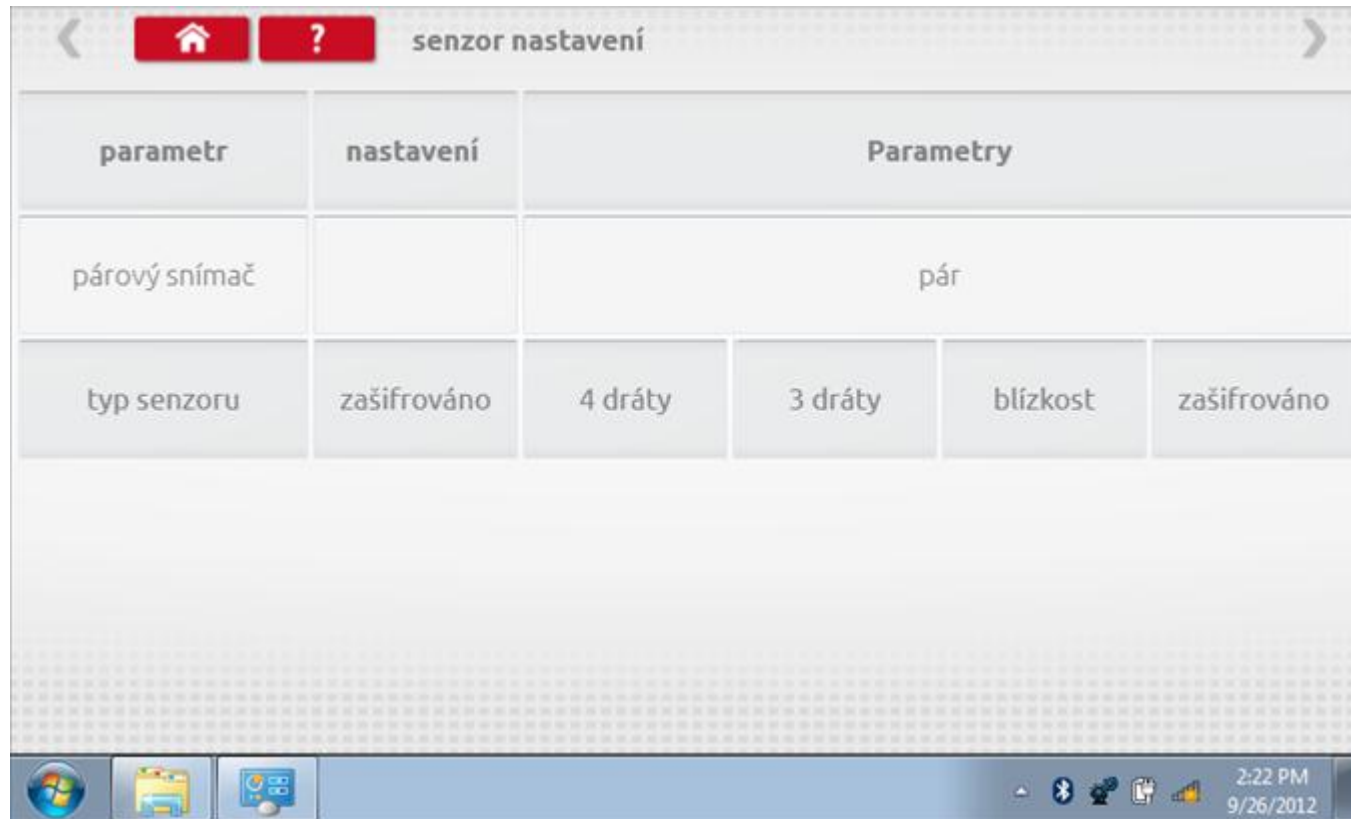 ? senzor nastavení
parametr nastavení Parametry
párový snímač pár
typ senzoru zašifrováno 4 dráty 3 dráty blízkost zašifrováno
2:22 PM
9/26/2012